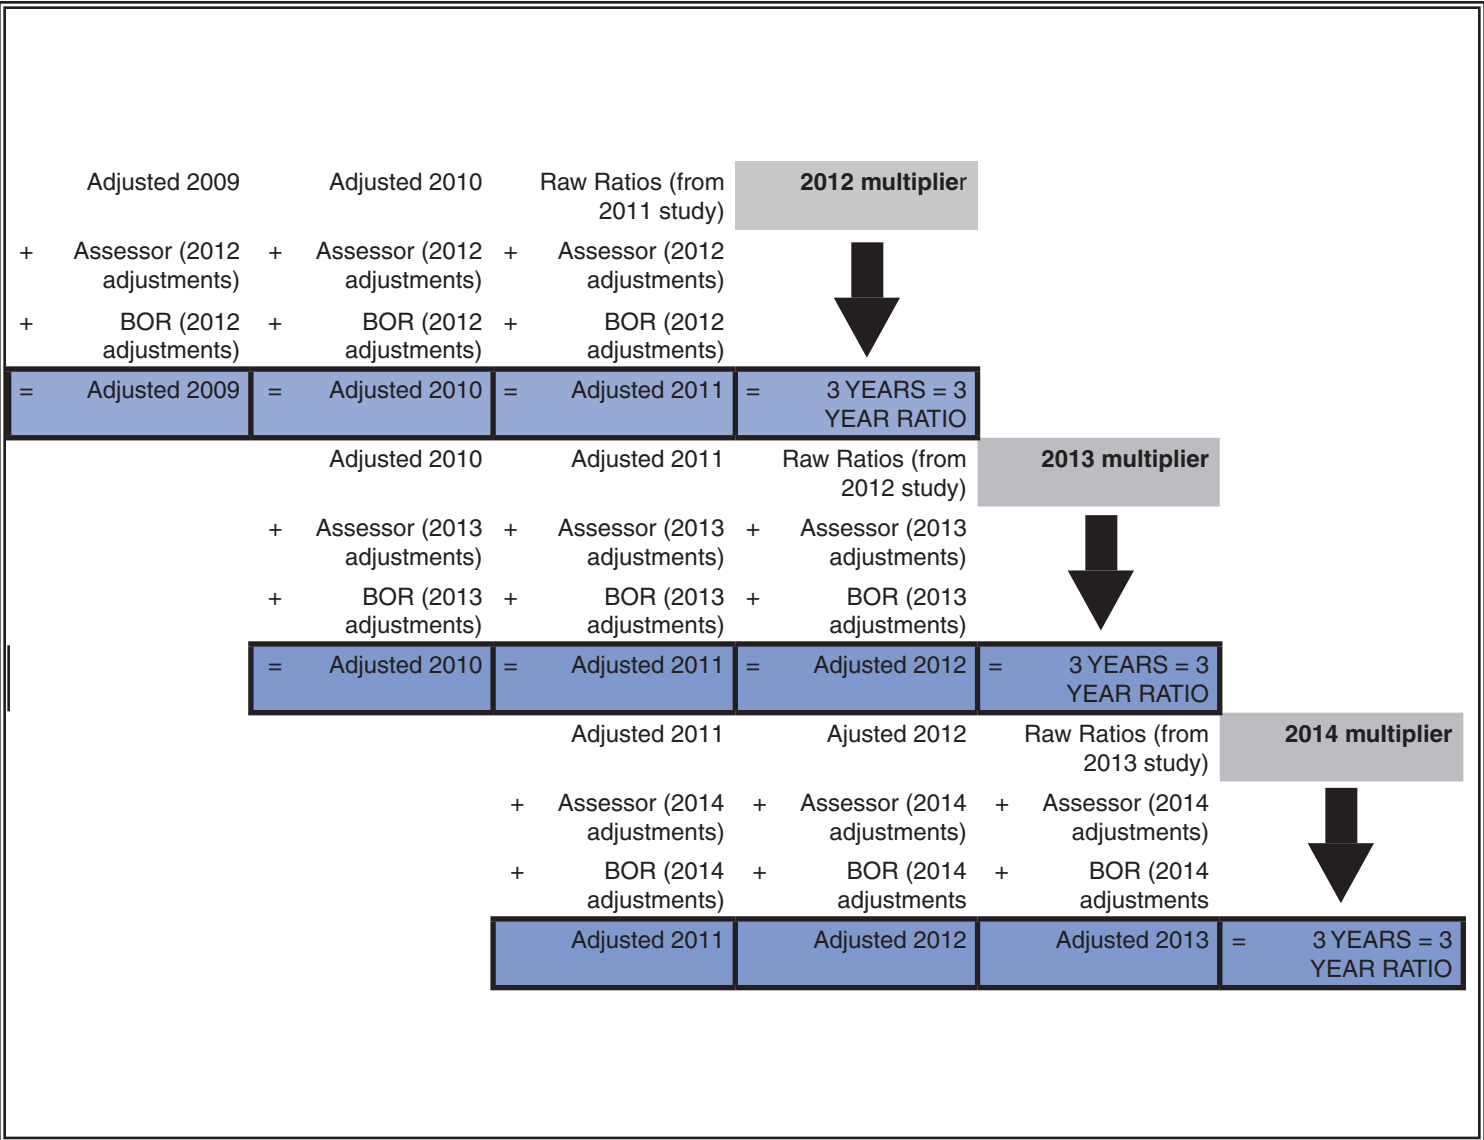 Adjusted 2009 Adjusted 2010 Raw Ratios (from 2012 multiplier
2011 study)
+ Assessor (2012 + Assessor (2012 + Assessor (2012
adjustments) adjustments) adjustments)
+ BOR (2012 + BOR (2012 + BOR (2012
adjustments) adjustments) adjustments)
= Adjusted 2009 = Adjusted 2010 = Adjusted 2011 = 3 YEARS = 3
YEAR RATIO
Adjusted 2010 Adjusted 2011 Raw Ratios (from 2013 multiplier
2012 study)
+ Assessor (2013 + Assessor (2013 + Assessor (2013
adjustments) adjustments) adjustments)
+ BOR (2013 + BOR (2013 + BOR (2013
adjustments) adjustments) adjustments)
= Adjusted 2010 = Adjusted 2011 = Adjusted 2012 = 3 YEARS = 3
YEAR RATIO
Adjusted 2011 Ajusted 2012 Raw Ratios (from 2014 multiplier
2013 study)
+ Assessor (2014 + Assessor (2014 + Assessor (2014
adjustments) adjustments) adjustments)
+ BOR (2014 + BOR (2014 + BOR (2014
adjustments) adjustments adjustments
Adjusted 2011 Adjusted 2012 Adjusted 2013 = 3 YEARS = 3
YEAR RATIO